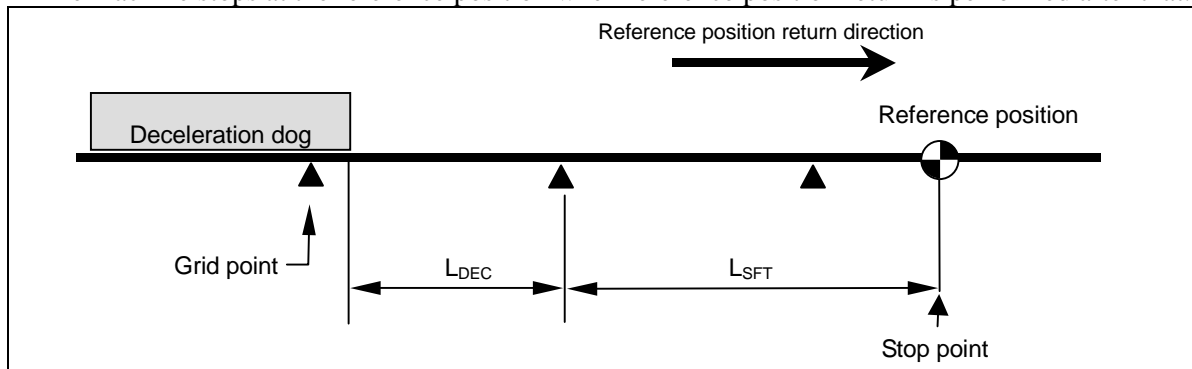 Reference position return direction
Reference position
Deceleration dog
Grid point
LDEC
LSFT
Stop point